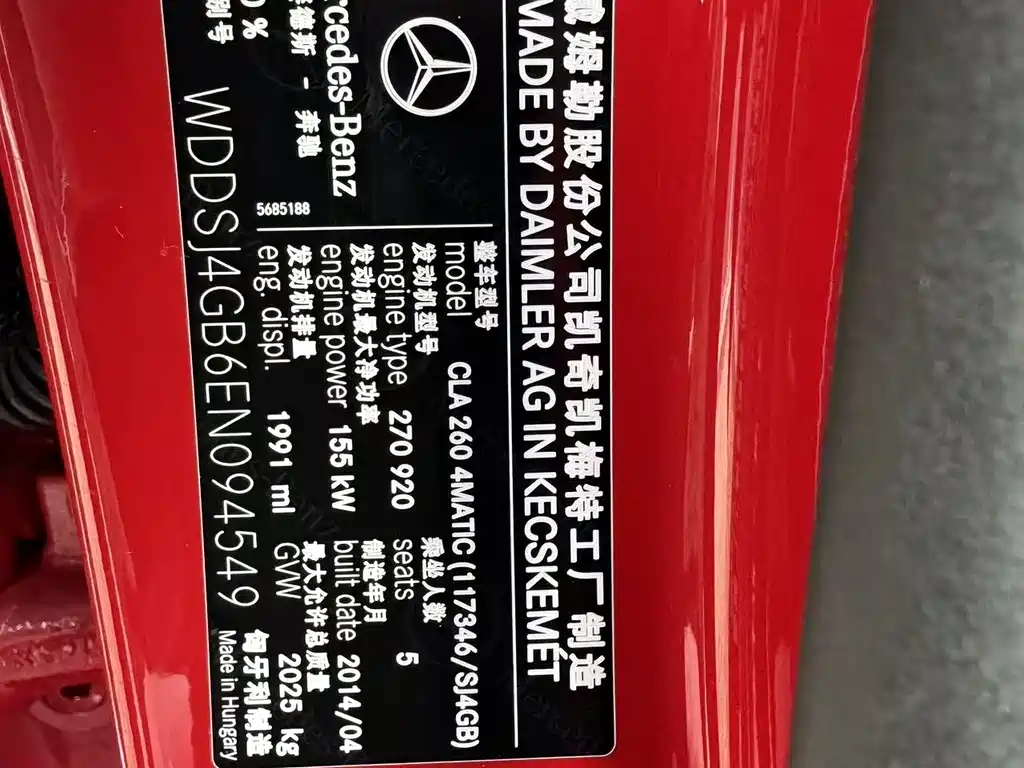 戴姆勒股份公司凯奇凯梅特工厂制造
MADE BY DAIMLER AG IN KECSKEMÉT
整车型号
model CLA 260 4MATIC (117346/SJ4GB)
发动机型号 乘坐人数
engine type 270 920 seats 5
发动机最大净功率 制造年月
engine power 155 kW built date 2014/04
发动机排量 最大允许总质量
eng. displ. 1991 ml GVW 2025 kg
rcedes-Benz
德斯 - 奔驰
5685188
%
别号
WDDSJ4GB6EN094549
匈牙利制造
Made in Hungary